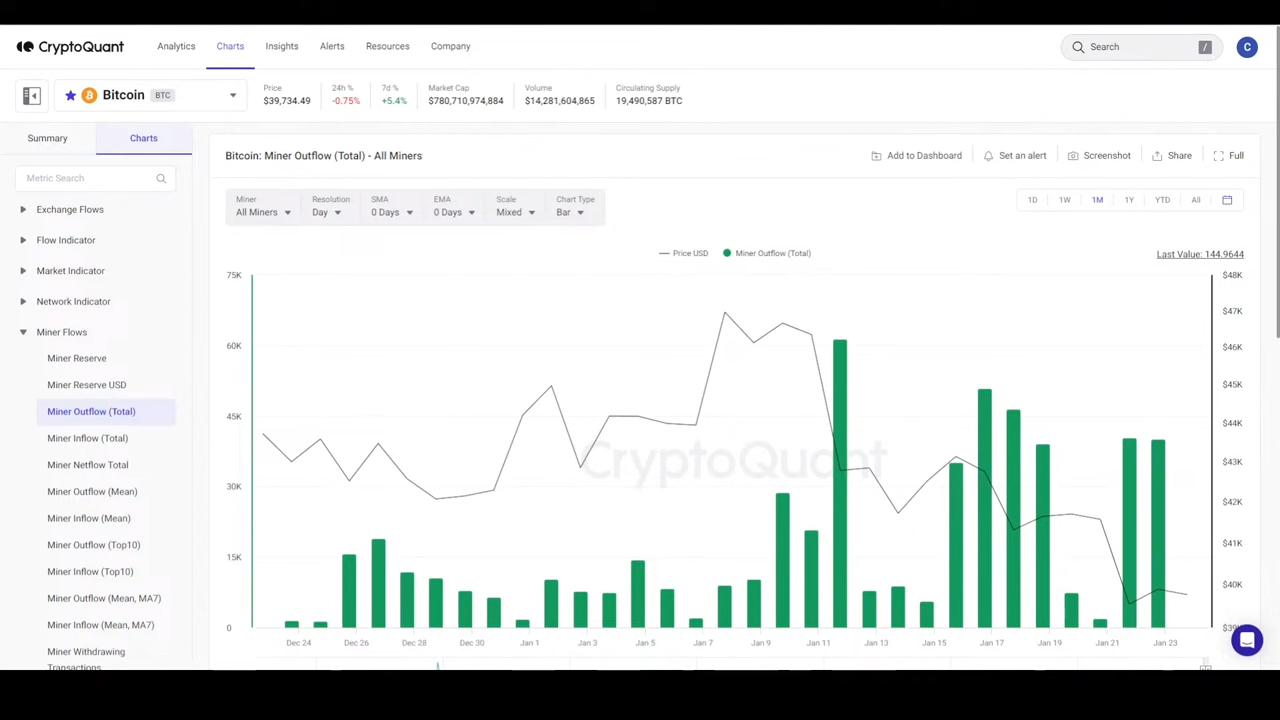 CryptoQuant
Analytics
Charts
Insights
Alerts
Resources
Company
Search
/
C
Bitcoin BTC
Price
$39,734.49
24h %
-0.75%
7d %
+5.4%
Market Cap
$780,710,974,884
Volume
$14,281,604,865
Circulating Supply
19,490,587 BTC
Summary
Charts
Metric Search
Exchange Flows
Flow Indicator
Market Indicator
Network Indicator
Miner Flows
Miner Reserve
Miner Reserve USD
Miner Outflow (Total)
Miner Inflow (Total)
Miner Netflow Total
Miner Outflow (Mean)
Miner Inflow (Mean)
Miner Outflow (Top10)
Miner Inflow (Top10)
Miner Outflow (Mean, MA7)
Miner Inflow (Mean, MA7)
Miner Withdrawing
Transactions
Bitcoin: Miner Outflow (Total) - All Miners
Add to Dashboard
Set an alert
Screenshot
Share
Full
Miner
All Miners
Resolution
Day
SMA
0 Days
EMA
0 Days
Scale
Mixed
Chart Type
Bar
1D
1W
1M
1Y
YTD
All
Price USD
Miner Outflow (Total)
Last Value: 144.9644
75K
60K
45K
30K
15K
0
CryptoQuant
$48K
$47K
$46K
$45K
$44K
$43K
$42K
$41K
$40K
Dec 24
Dec 26
Dec 28
Dec 30
Jan 1
Jan 3
Jan 5
Jan 7
Jan 9
Jan 11
Jan 13
Jan 15
Jan 17
Jan 19
Jan 21
Jan 23